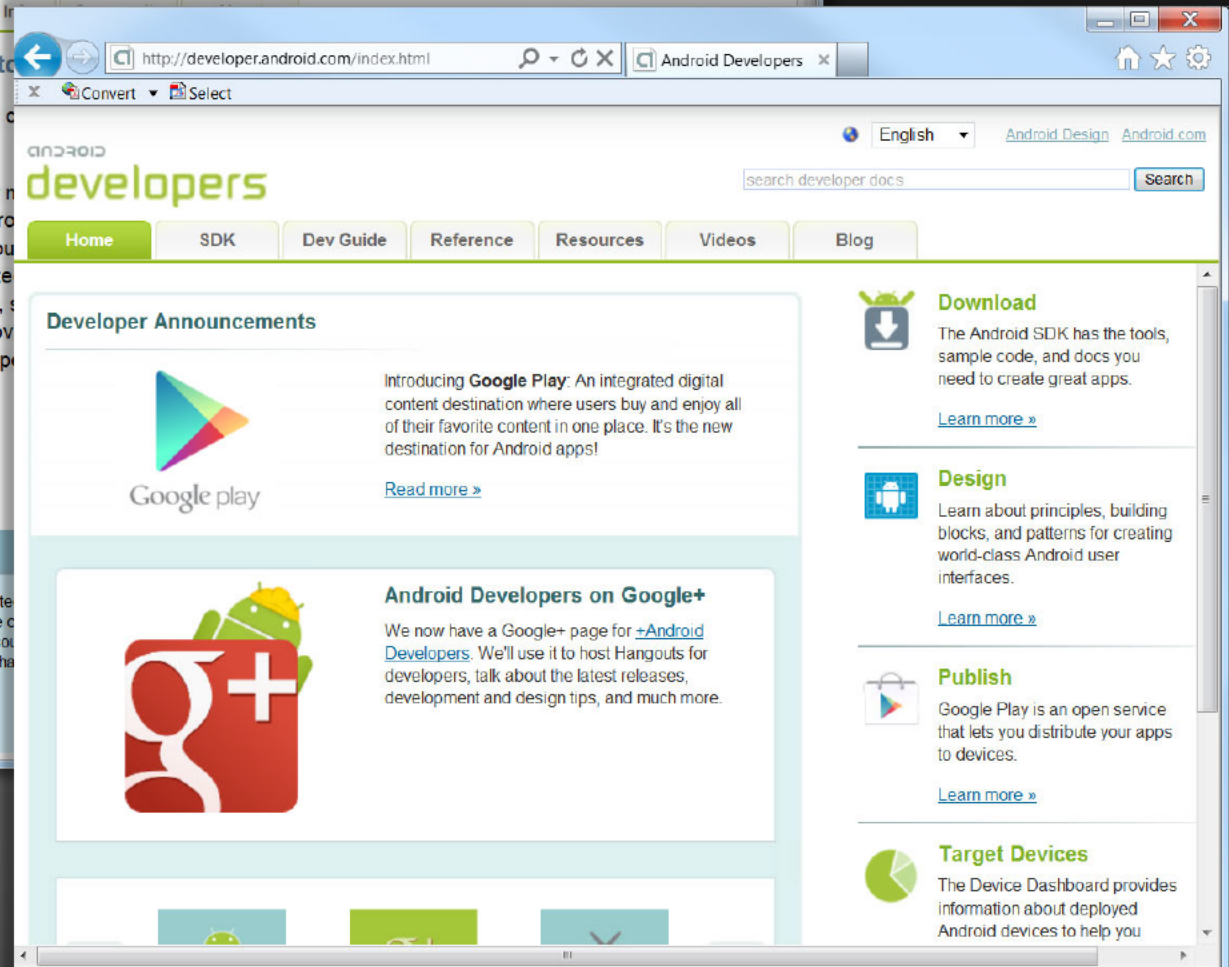 http://developer.android.com/index.html
Android Developers
x Convert Select
English Android Design Android.com
android
developers
search developer docs Search
Home SDK Dev Guide Reference Resources Videos Blog
Developer Announcements
Introducing Google Play: An integrated digital
content destination where users buy and enjoy all
of their favorite content in one place. It's the new
destination for Android apps!
Read more »
Google play
Android Developers on Google+
We now have a Google+ page for +Android
Developers. We'll use it to host Hangouts for
developers, talk about the latest releases,
development and design tips, and much more.
g+
Download
The Android SDK has the tools,
sample code, and docs you
need to create great apps.
Learn more »
Design
Learn about principles, building
blocks, and patterns for creating
world-class Android user
interfaces.
Learn more »
Publish
Google Play is an open service
that lets you distribute your apps
to devices.
Learn more »
Target Devices
The Device Dashboard provides
information about deployed
Android devices to help you